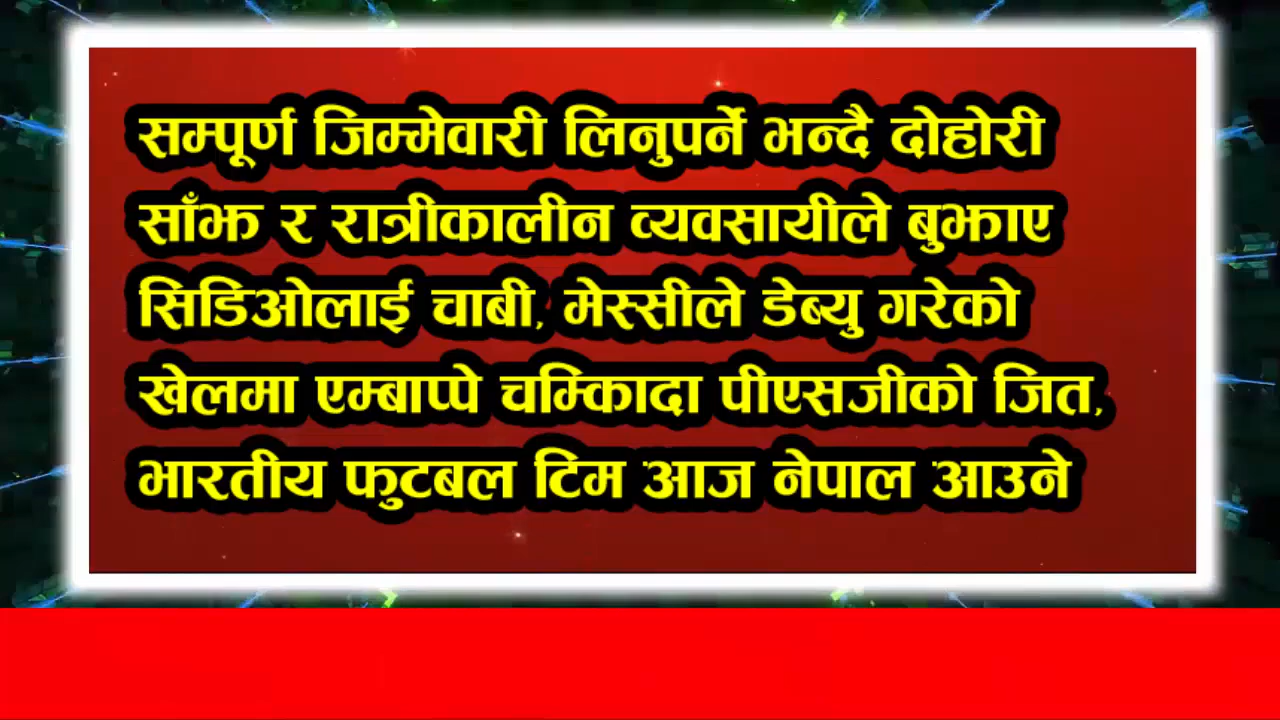 सम्पूर्ण जिम्मेवारी लिनुपर्ने भन्दै दोहोरी
साँझ र रात्रीकालीन व्यवसायीले बुझाए
सिडिओलाई चाबी, मेस्सीले डेब्यु गरेको
खेलमा एम्बाप्पे चम्किादा पीएसजीको जित,
भारतीय फुटबल टिम आज नेपाल आउने